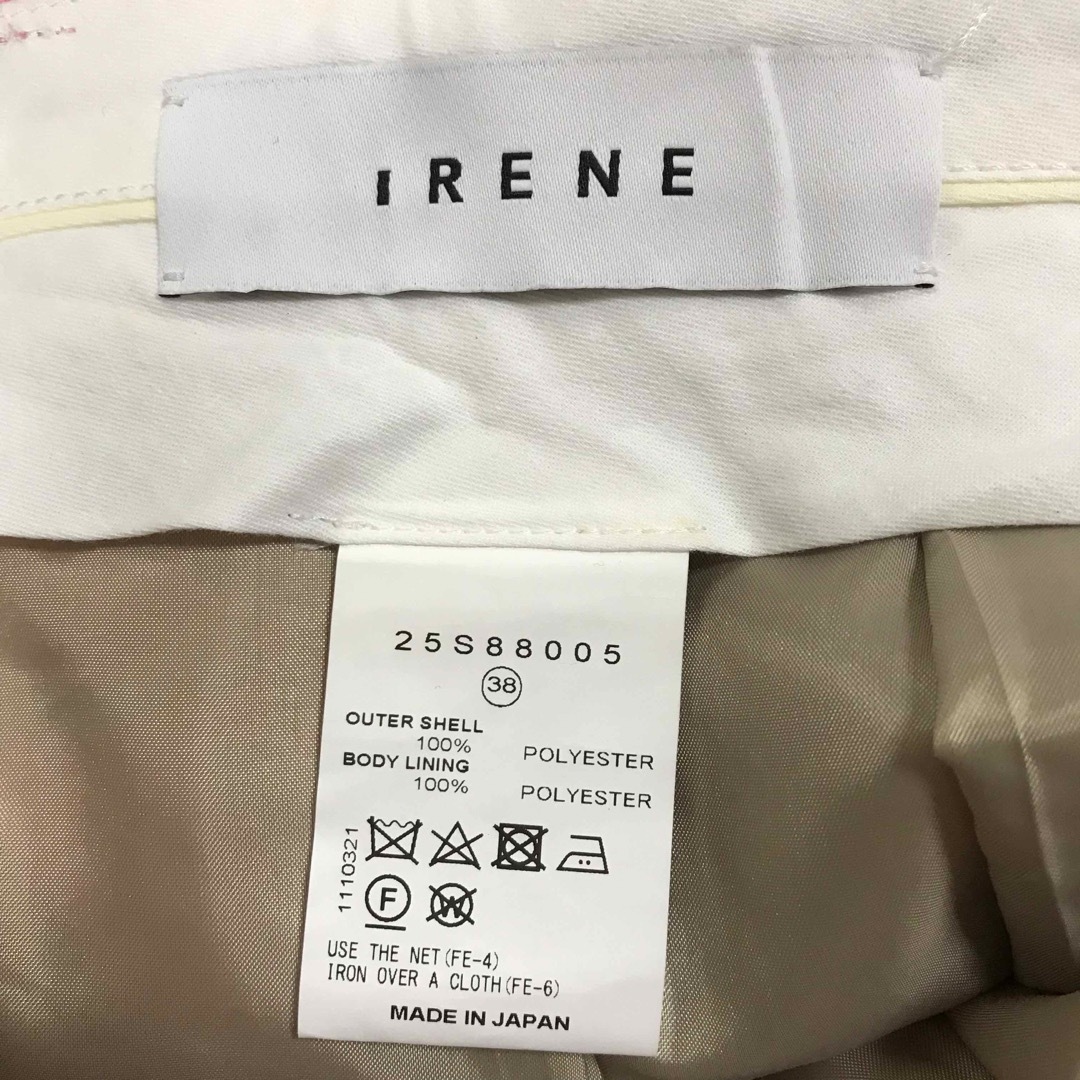 IRENE
25S88005
38
OUTER SHELL
100% POLYESTER
BODY LINING
100% POLYESTER
1110321
F W
USE THE NET(FE-4)
IRON OVER A CLOTH(FE-6)
MADE IN JAPAN